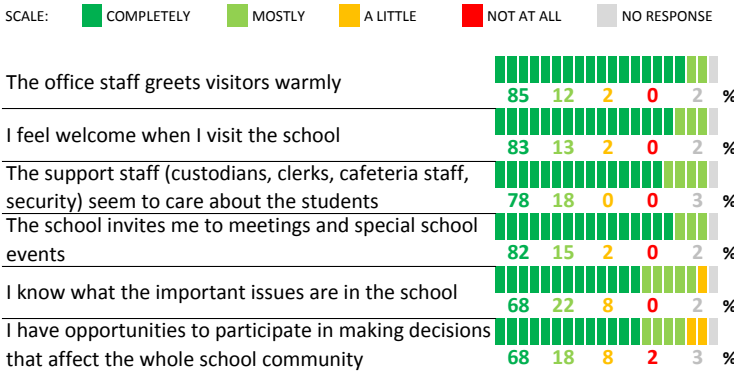 SCALE: COMPLETELY MOSTLY A LITTLE NOT AT ALL NO RESPONSE
The office staff greets visitors warmly
85 12 2 0 2 %
I feel welcome when I visit the school
83 13 2 0 2 %
The support staff (custodians, clerks, cafeteria staff,
security) seem to care about the students
78 18 0 0 3 %
The school invites me to meetings and special school
events
82 15 2 0 2 %
I know what the important issues are in the school
68 22 8 0 2 %
I have opportunities to participate in making decisions
that affect the whole school community
68 18 8 2 3 %